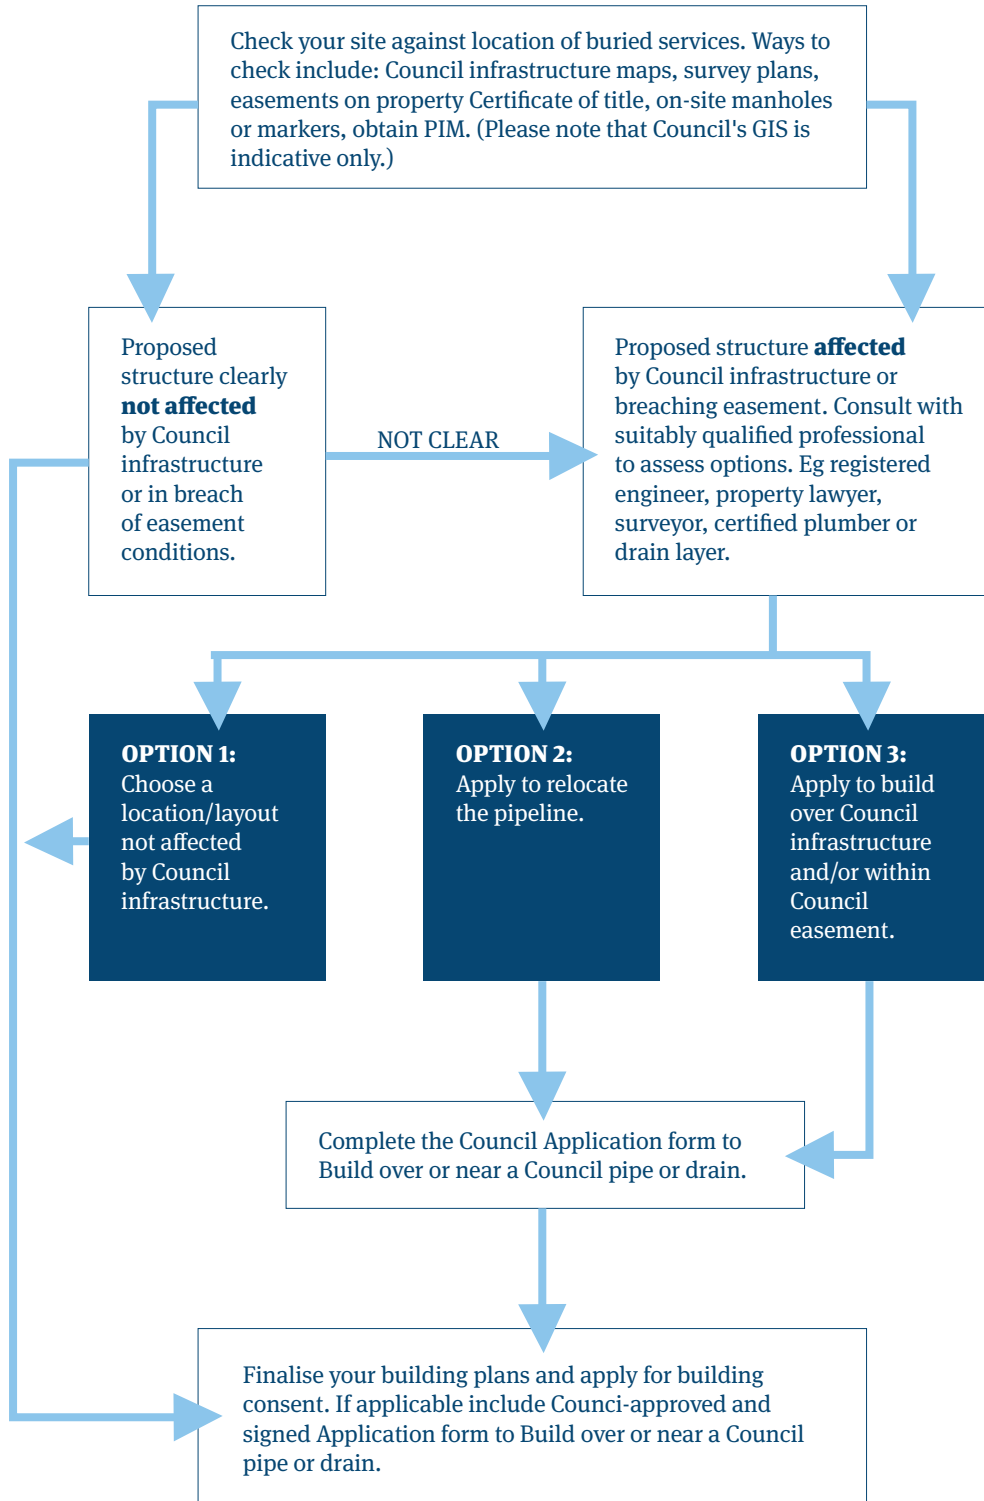 Check your site against location of buried services. Ways to
check include: Council infrastructure maps, survey plans,
easements on property Certificate of title, on-site manholes
or markers, obtain PIM. (Please note that Council's GIS is
indicative only.)
Proposed
structure clearly
not affected
by Council
infrastructure
or in breach
of easement
conditions.
NOT CLEAR
Proposed structure affected
by Council infrastructure or
breaching easement. Consult with
suitably qualified professional
to assess options. Eg registered
engineer, property lawyer,
surveyor, certified plumber or
drain layer.
OPTION 1:
Choose a
location/layout
not affected
by Council
infrastructure.
OPTION 2:
Apply to relocate
the pipeline.
OPTION 3:
Apply to build
over Council
infrastructure
and/or within
Council
easement.
Complete the Council Application form to
Build over or near a Council pipe or drain.
Finalise your building plans and apply for building
consent. If applicable include Counci-approved and
signed Application form to Build over or near a Council
pipe or drain.